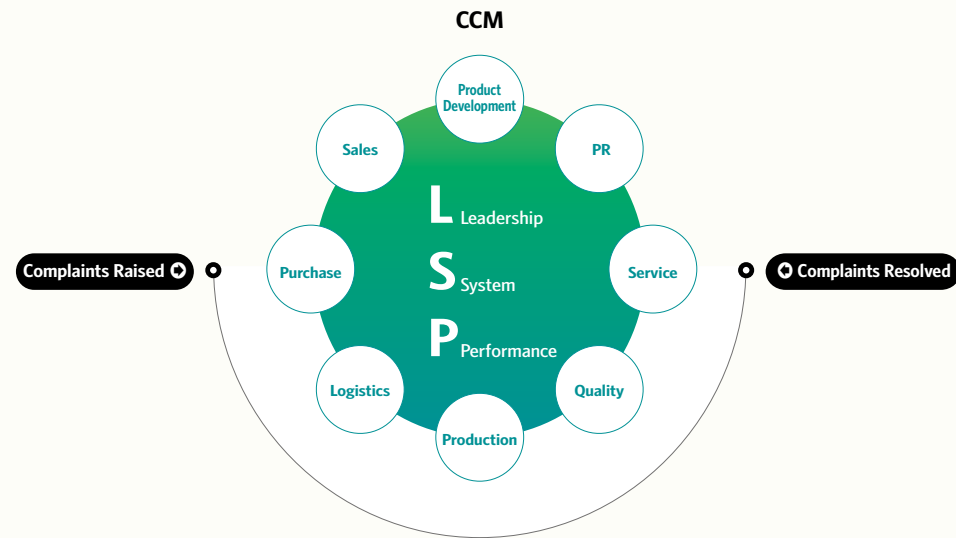 CCM
Product
Development
Sales
PR
L Leadership
Complaints Raised
Purchase
S System
Service
Complaints Resolved
P Performance
Logistics
Quality
Production